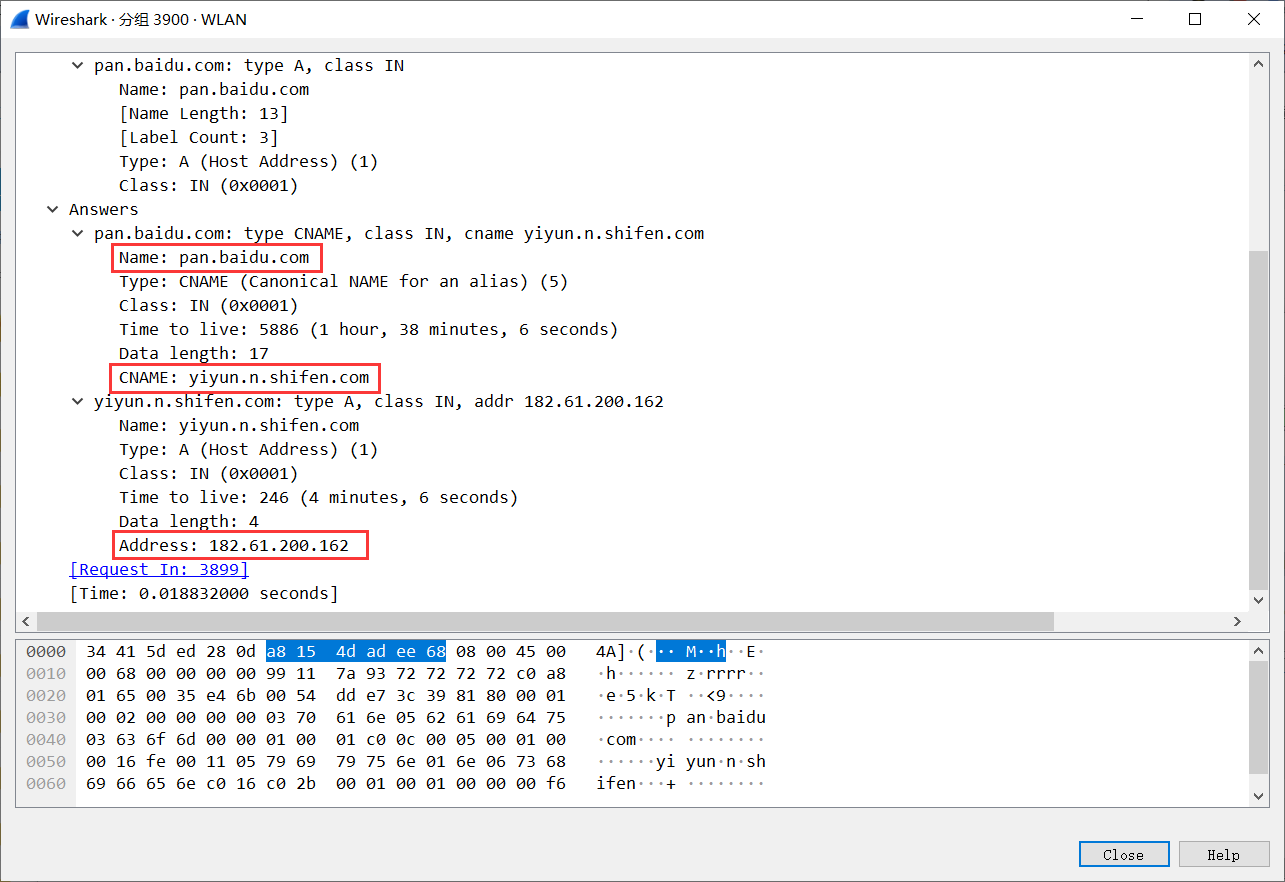 Wireshark · 分组 3900 · WLAN
pan.baidu.com: type A, class IN
Name: pan.baidu.com
[Name Length: 13]
[Label Count: 3]
Type: A (Host Address) (1)
Class: IN (0x0001)
Answers
pan.baidu.com: type CNAME, class IN, cname yiyun.n.shifen.com
Name: pan.baidu.com
Type: CNAME (Canonical NAME for an alias) (5)
Class: IN (0x0001)
Time to live: 5886 (1 hour, 38 minutes, 6 seconds)
Data length: 17
CNAME: yiyun.n.shifen.com
yiyun.n.shifen.com: type A, class IN, addr 182.61.200.162
Name: yiyun.n.shifen.com
Type: A (Host Address) (1)
Class: IN (0x0001)
Time to live: 246 (4 minutes, 6 seconds)
Data length: 4
Address: 182.61.200.162
[Request In: 3899]
[Time: 0.018832000 seconds]
0000 34 41 5d ed 28 0d a8 15 4d ad ee 68 08 00 45 00 4A]·(··· M··h··E·
0010 00 68 00 00 00 00 99 11 7a 93 72 72 72 72 c0 a8 ·h······ z·rrrr··
0020 01 65 00 35 e4 6b 00 54 dd e7 3c 39 81 80 00 01 ·e·5·k·T ··<9····
0030 00 02 00 00 00 00 03 70 61 6e 05 62 61 69 64 75 ·······p an·baidu
0040 03 63 6f 6d 00 00 01 00 01 c0 0c 00 05 00 01 00 ·com···· ········
0050 00 16 fe 00 11 05 79 69 79 75 6e 01 6e 06 73 68 ······yi yun·n·sh
0060 69 66 65 6e c0 16 c0 2b 00 01 00 01 00 00 00 f6 ifen···+ ········
Close Help